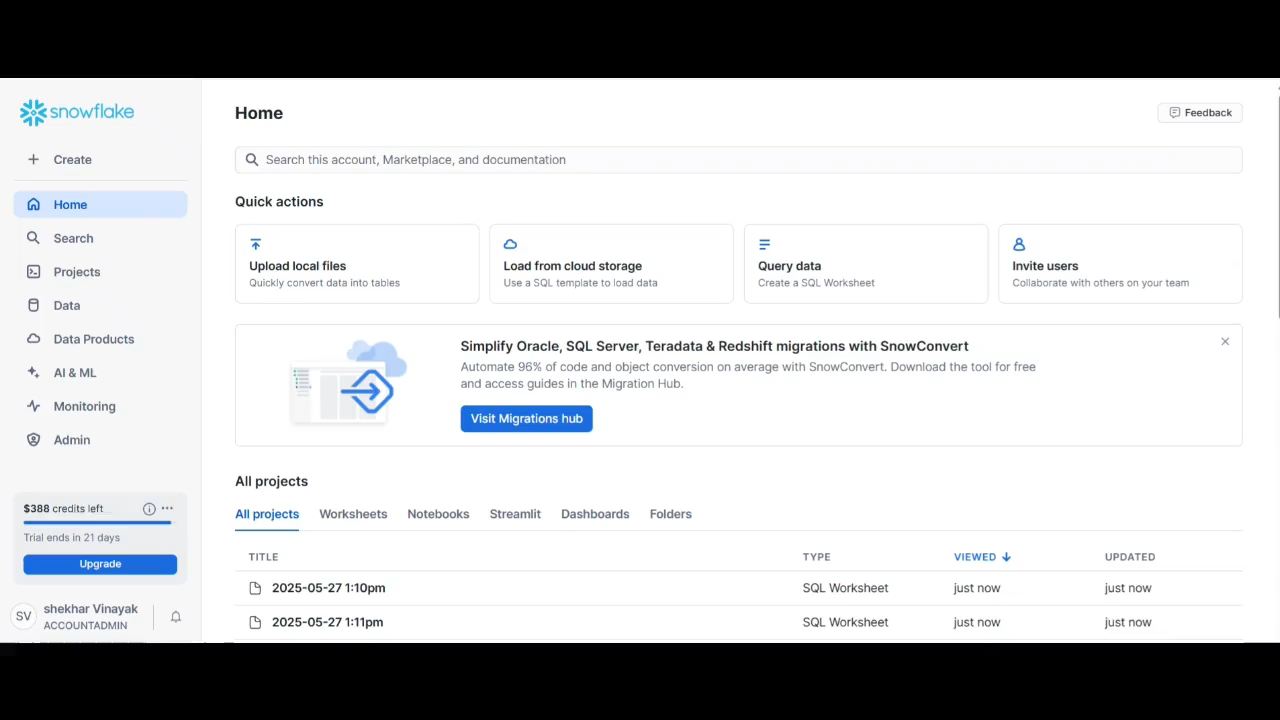 snowflake
Create
Home
Search
Projects
Data
Data Products
AI & ML
Monitoring
Admin
$388 credits left
Trial ends in 21 days
Upgrade
SV
shekhar Vinayak
ACCOUNTADMIN
Home
Feedback
Search this account, Marketplace, and documentation
Quick actions
Upload local files
Quickly convert data into tables
Load from cloud storage
Use a SQL template to load data
Query data
Create a SQL Worksheet
Invite users
Collaborate with others on your team
Simplify Oracle, SQL Server, Teradata & Redshift migrations with SnowConvert
Automate 96% of code and object conversion on average with SnowConvert. Download the tool for free
and access guides in the Migration Hub.
Visit Migrations hub
All projects
All projects Worksheets Notebooks Streamlit Dashboards Folders
TITLE TYPE VIEWED UPDATED
2025-05-27 1:10pm SQL Worksheet just now just now
2025-05-27 1:11pm SQL Worksheet just now just now